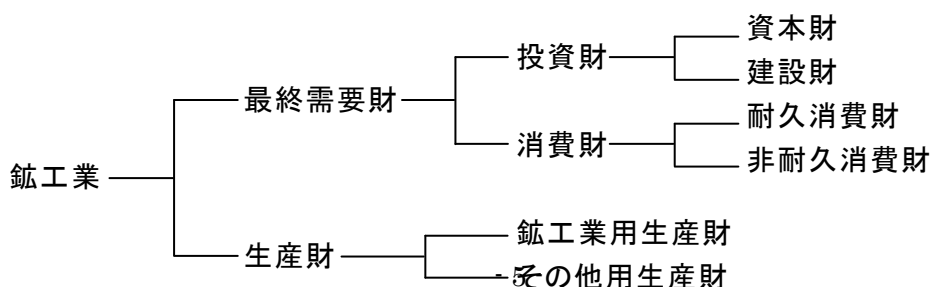 資本財
投資財
建設財
最終需要財
耐久消費財
消費財
非耐久消費財
鉱工業
鉱工業用生産財
生産財
その他用生産財
- 5 -